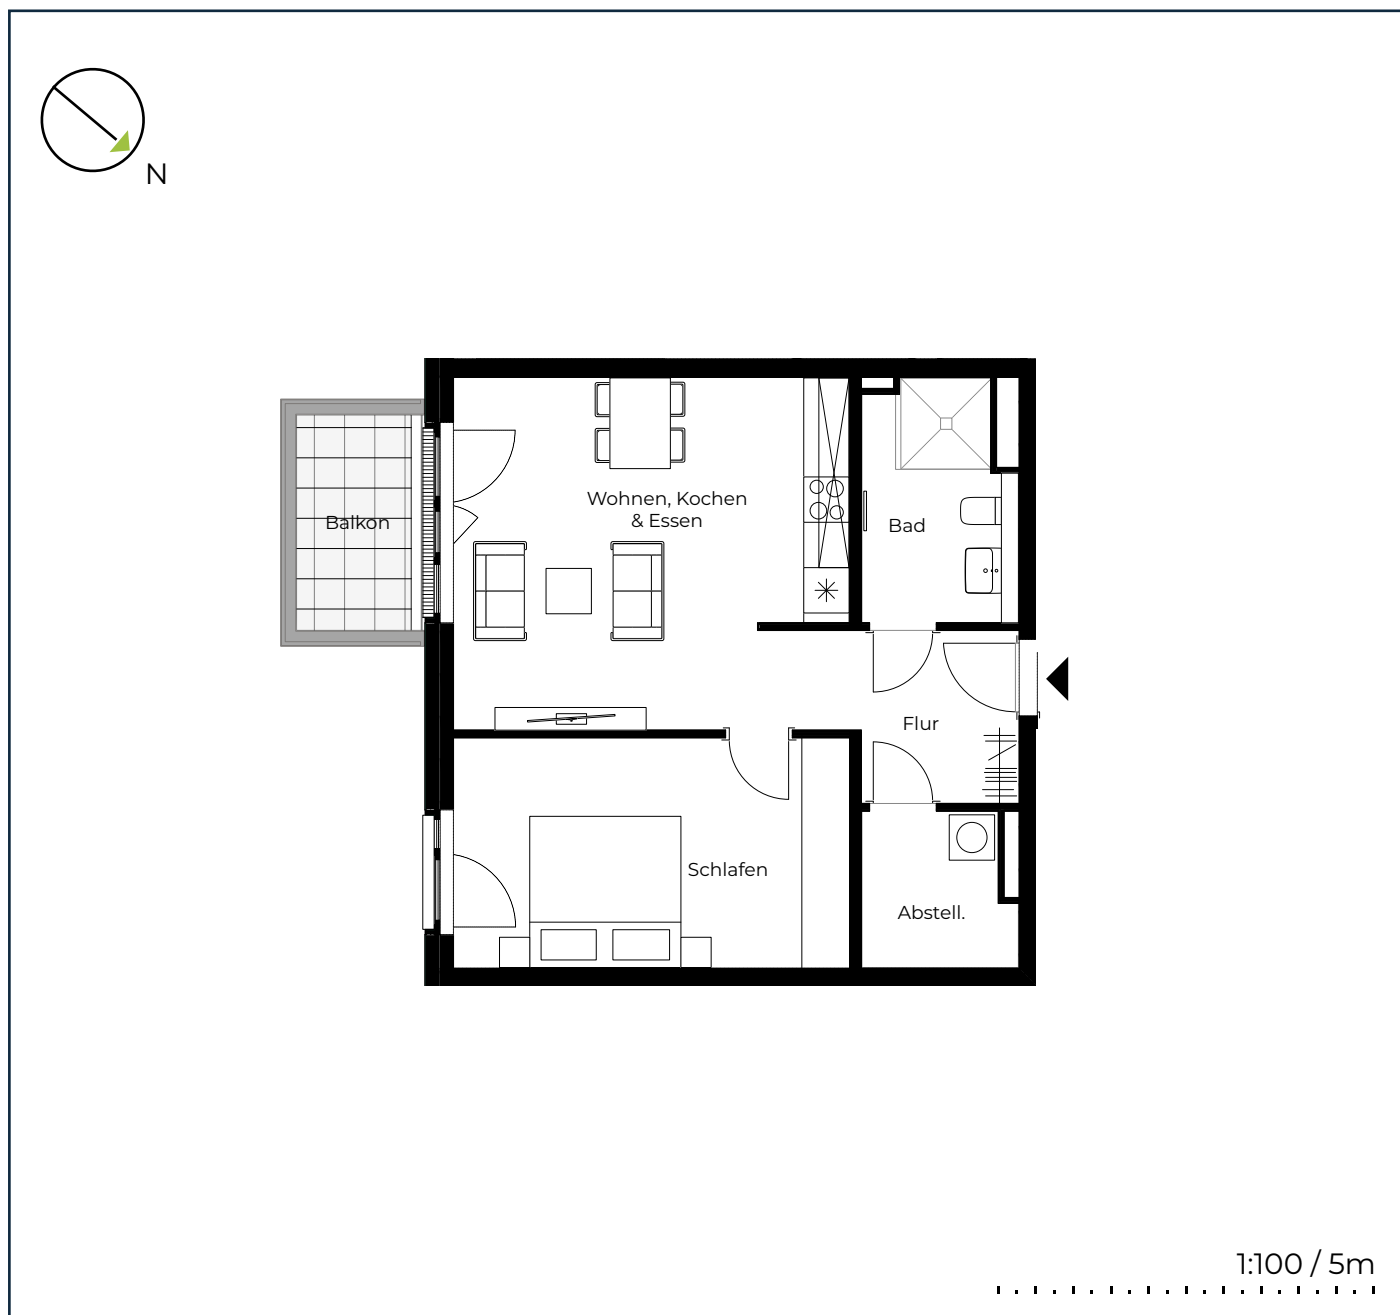 N
Wohnen, Kochen
& Essen
Balkon
Bad
Flur
Schlafen
Abstell.
1:100 / 5m